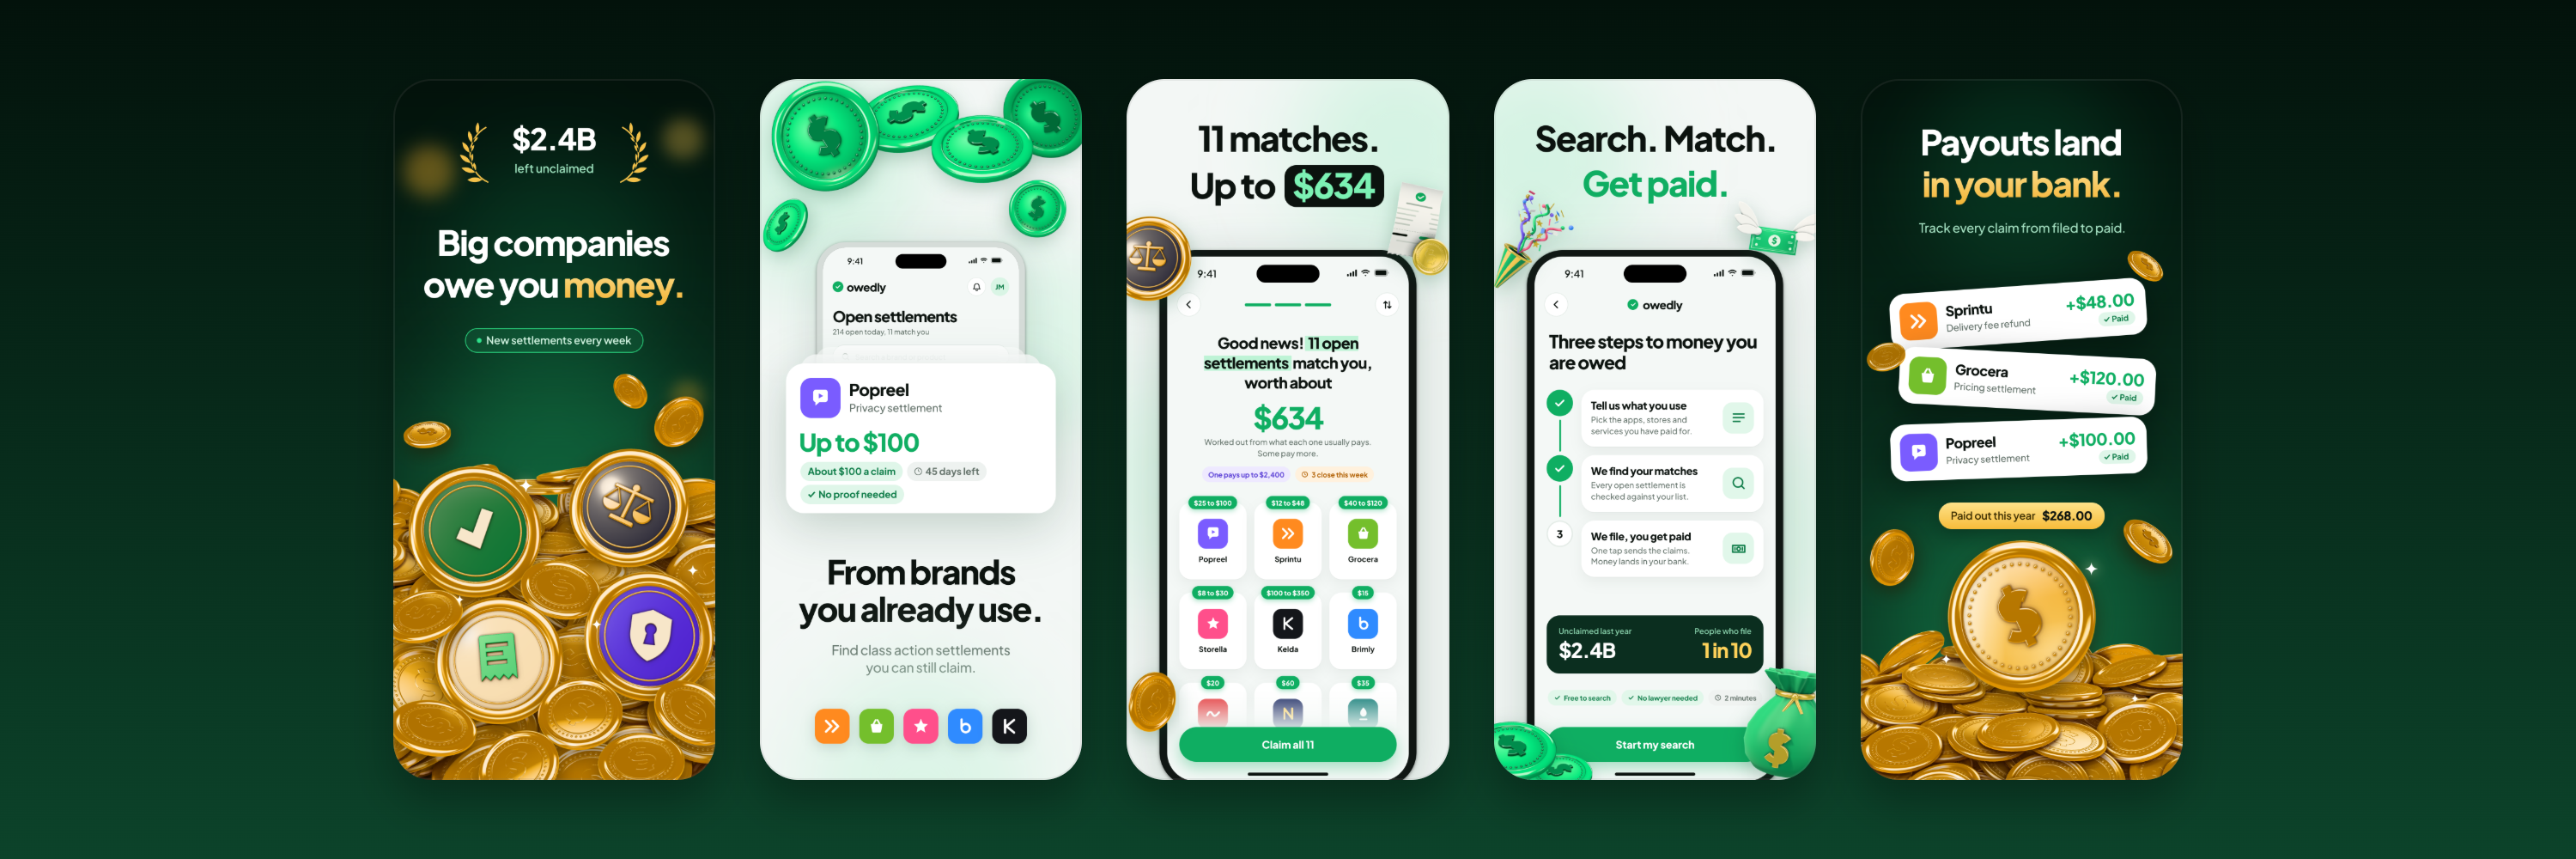 $2.4B
left unclaimed
Big companies
owe you money.
New settlements every week
9:41
owedly
JM
Open settlements
214 open today, 11 match you
Popreel
Privacy settlement
Up to $100
About $100 a claim
45 days left
No proof needed
From brands
you already use.
Find class action settlements
you can still claim.
11 matches.
Up to $634
9:41
Good news! 11 open
settlements match you,
worth about
$634
Worked out from what each one usually pays.
Some pay more.
One pays up to $2,400
3 close this week
$25 to $100
$12 to $48
$40 to $120
Popreel
Sprintu
Grocera
$8 to $30
$100 to $350
$15
Storella
Kelda
Brimly
$20
$60
$35
N
Claim all 11
Search. Match.
Get paid.
9:41
owedly
Three steps to money you
are owed
Tell us what you use
Pick the apps, stores and
services you have paid for.
We find your matches
Every open settlement is
checked against your list.
3
We file, you get paid
One tap sends the claims.
Money lands in your bank.
Unclaimed last year
People who file
$2.4B
1 in 10
Free to search
No lawyer needed
2 minutes
Start my search
Payouts land
in your bank.
Track every claim from filed to paid.
Sprintu
Delivery fee refund
+$48.00
Paid
Grocera
Pricing settlement
+$120.00
Paid
Popreel
Privacy settlement
+$100.00
Paid
Paid out this year $268.00